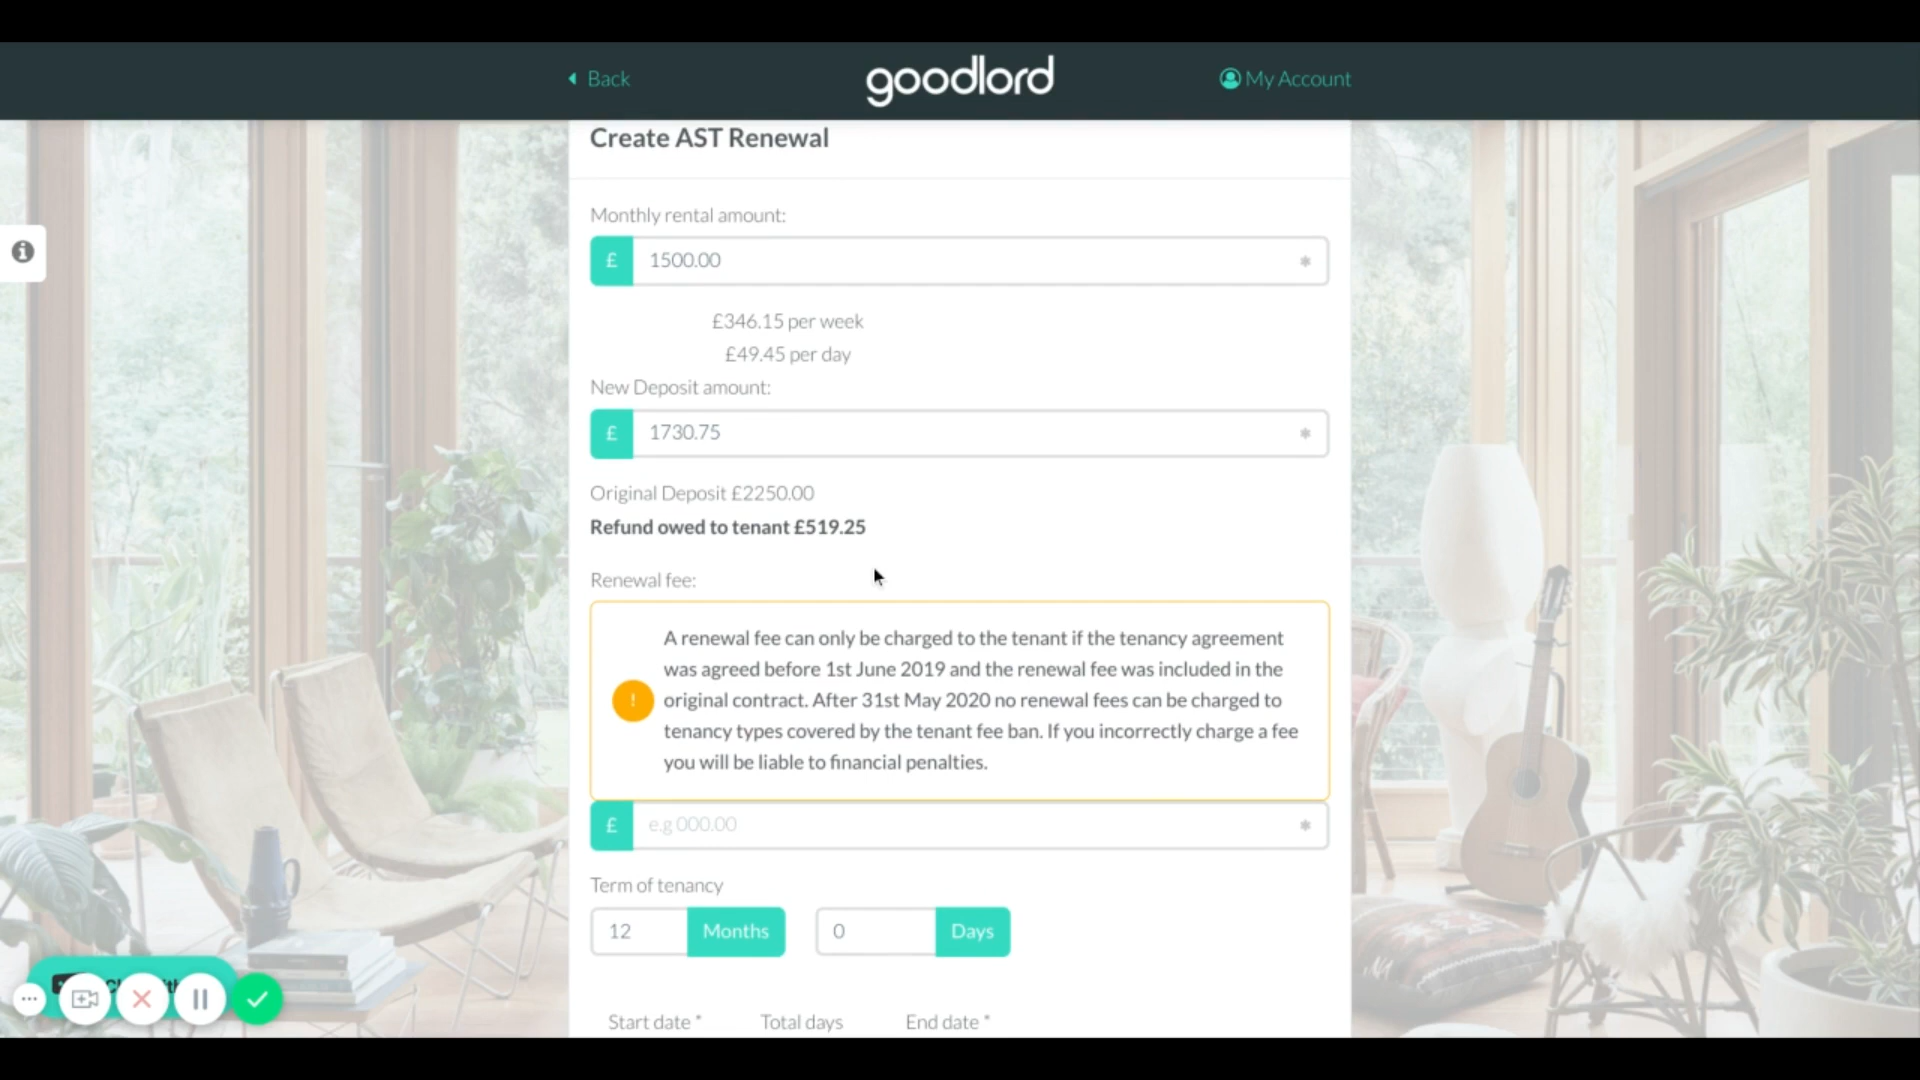 Back
goodlord
My Account
Create AST Renewal
Monthly rental amount:
£ 1500.00 *
£346.15 per week
£49.45 per day
New Deposit amount:
£ 1730.75 *
Original Deposit £2250.00
Refund owed to tenant £519.25
Renewal fee:
A renewal fee can only be charged to the tenant if the tenancy agreement
was agreed before 1st June 2019 and the renewal fee was included in the
original contract. After 31st May 2020 no renewal fees can be charged to
tenancy types covered by the tenant fee ban. If you incorrectly charge a fee
you will be liable to financial penalties.
£ e.g 000.00 *
Term of tenancy
12 Months 0 Days
Start date * Total days End date *